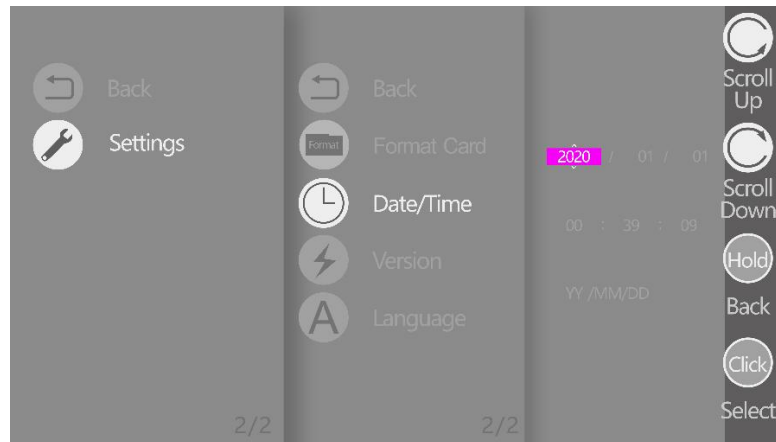 Back
Settings
2/2
Back
Format
Format Card
Date/Time
Version
A
Language
2/2
2020 / 01 / 01
00 : 39 : 09
YY /MM/DD
Scroll
Up
Scroll
Down
Hold
Back
Click
Select